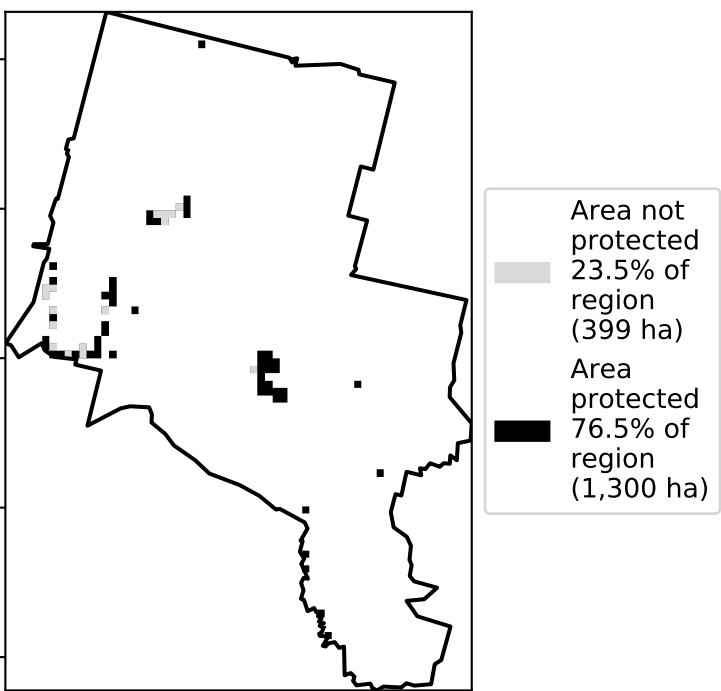 Area not
protected
23.5% of
region
(399 ha)
Area
protected
76.5% of
region
(1,300 ha)